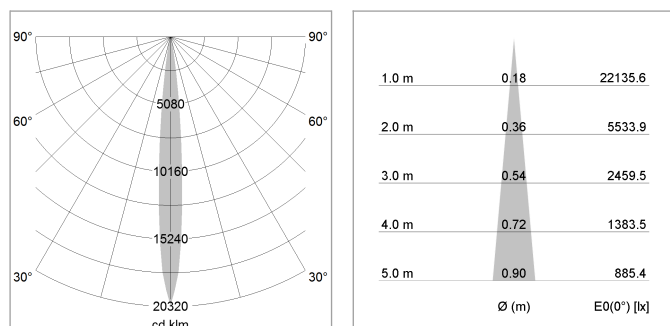 90° 90°
5080
60° 60°
10160
15240
30° 30°
20320
cd klm
1.0 m 0.18 22135.6
2.0 m 0.36 5533.9
3.0 m 0.54 2459.5
4.0 m 0.72 1383.5
5.0 m 0.90 885.4
Ø (m) E0(0°) [lx]